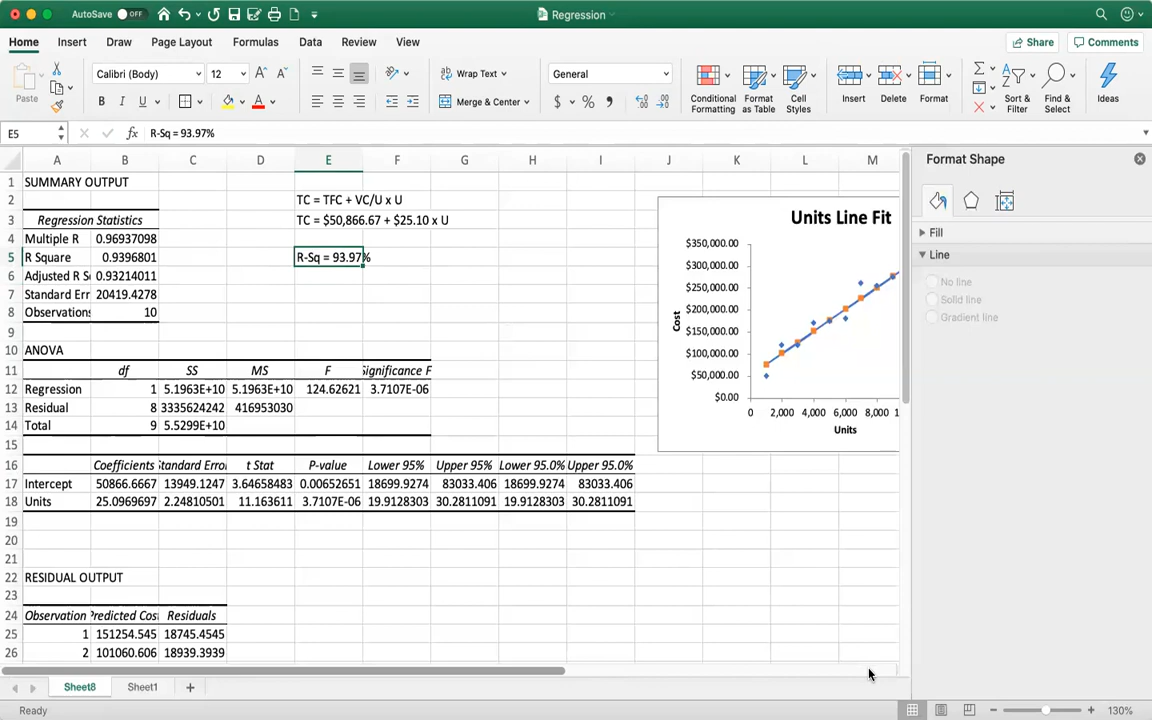 AutoSave OFF Regression
Home Insert Draw Page Layout Formulas Data Review View Share Comments
Paste Calibri (Body) 12 A A Wrap Text General Conditional Formatting Format as Table Cell Styles Insert Delete Format Sort & Filter Find & Select Ideas
B I U A Merge & Center $ % 9
E5 fx R-Sq = 93.97%
A B C D E F G H I J K L M
1 SUMMARY OUTPUT
2 TC = TFC + VC/U x U
3 Regression Statistics TC = $50,866.67 + $25.10 x U
4 Multiple R 0.96937098
5 R Square 0.9396801 R-Sq = 93.97%
6 Adjusted R S 0.93214011
7 Standard Err 20419.4278
8 Observations 10
9
10 ANOVA
11 df SS MS F Significance F
12 Regression 1 5.1963E+10 5.1963E+10 124.62621 3.7107E-06
13 Residual 8 3335624242 416953030
14 Total 9 5.5299E+10
15
16 Coefficients Standard Error t Stat P-value Lower 95% Upper 95% Lower 95.0% Upper 95.0%
17 Intercept 50866.6667 13949.1247 3.64658483 0.00652651 18699.9274 83033.406 18699.9274 83033.406
18 Units 25.0969697 2.24810501 11.163611 3.7107E-06 19.9128303 30.2811091 19.9128303 30.2811091
19
20
21
22 RESIDUAL OUTPUT
23
24 Observation Predicted Cos Residuals
25 1 151254.545 18745.4545
26 2 101060.606 18939.3939
Units Line Fit
$350,000.00
$300,000.00
$250,000.00
$200,000.00
$150,000.00
$100,000.00
$50,000.00
$0.00
Cost
0 2,000 4,000 6,000 8,000 1
Units
Format Shape
Fill
Line
No line
Solid line
Gradient line
Sheet8 Sheet1 +
Ready 130%